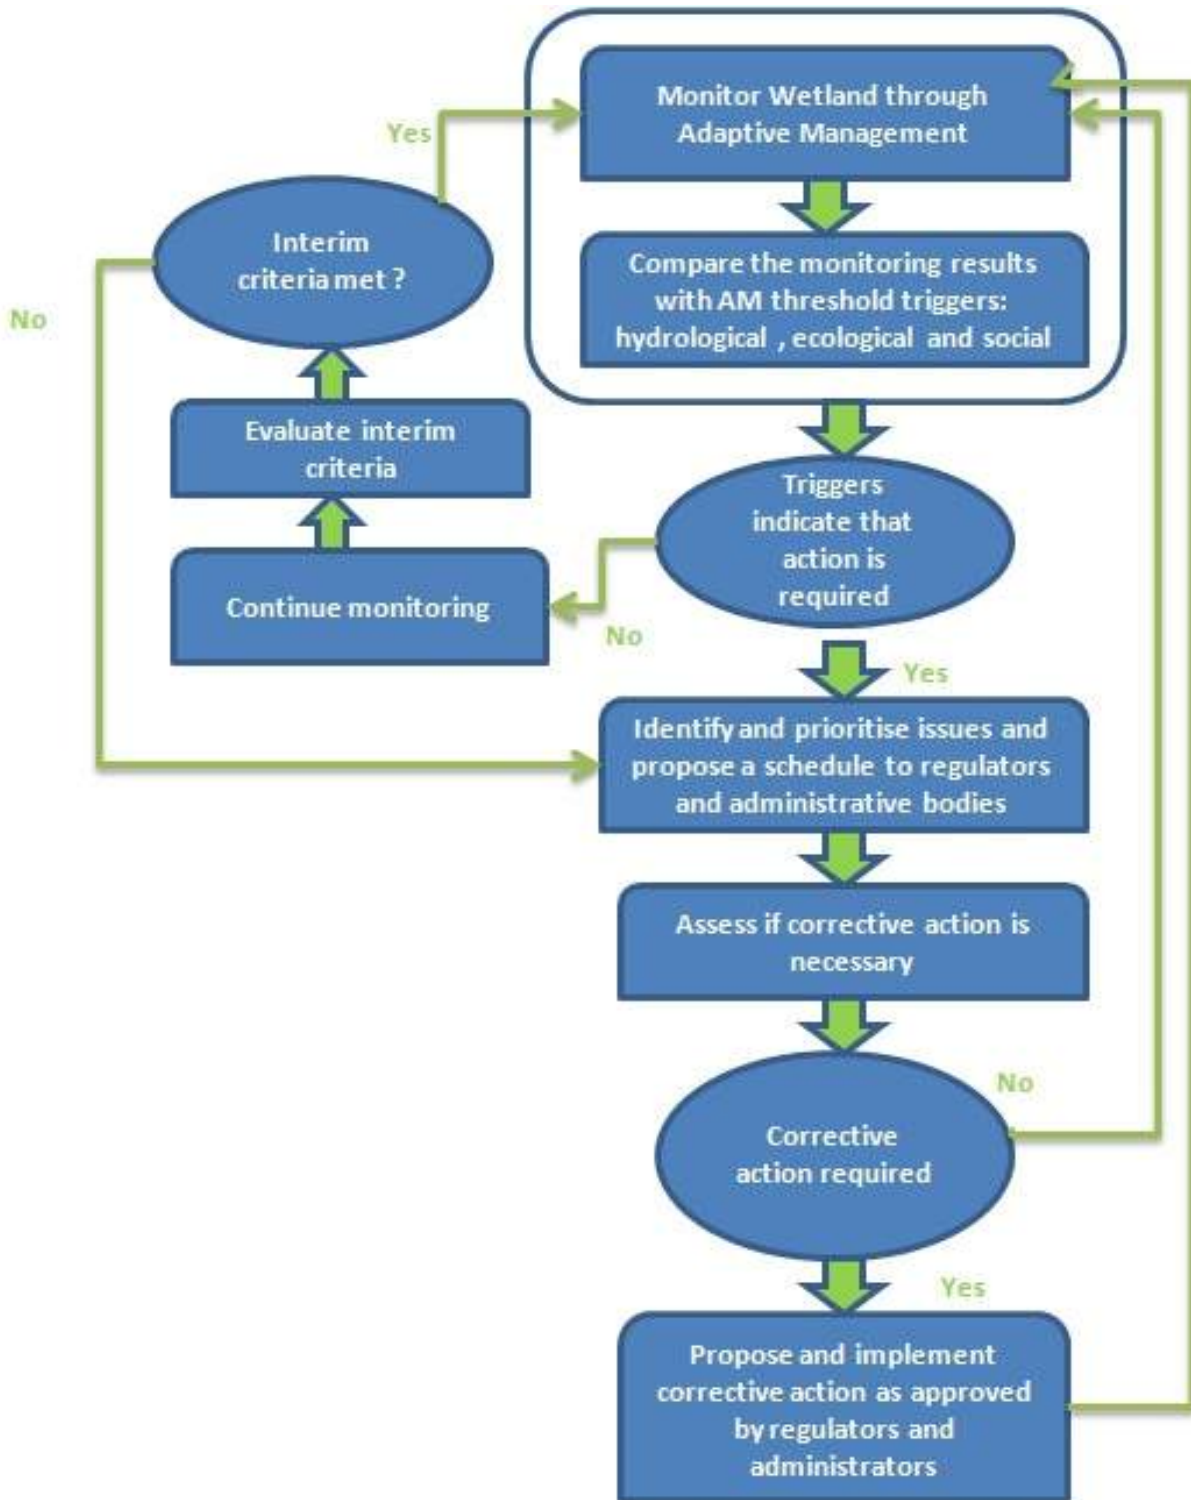 Monitor Wetland through
Adaptive Management
Yes
Interim
criteria met ?
Compare the monitoring results
with AM threshold triggers:
hydrological , ecological and social
No
Evaluate interim
criteria
Triggers
indicate that
action is
required
Continue monitoring
No
Yes
Identify and prioritise issues and
propose a schedule to regulators
and administrative bodies
Assess if corrective action is
necessary
No
Corrective
action required
Yes
Propose and implement
corrective action as approved
by regulators and
administrators